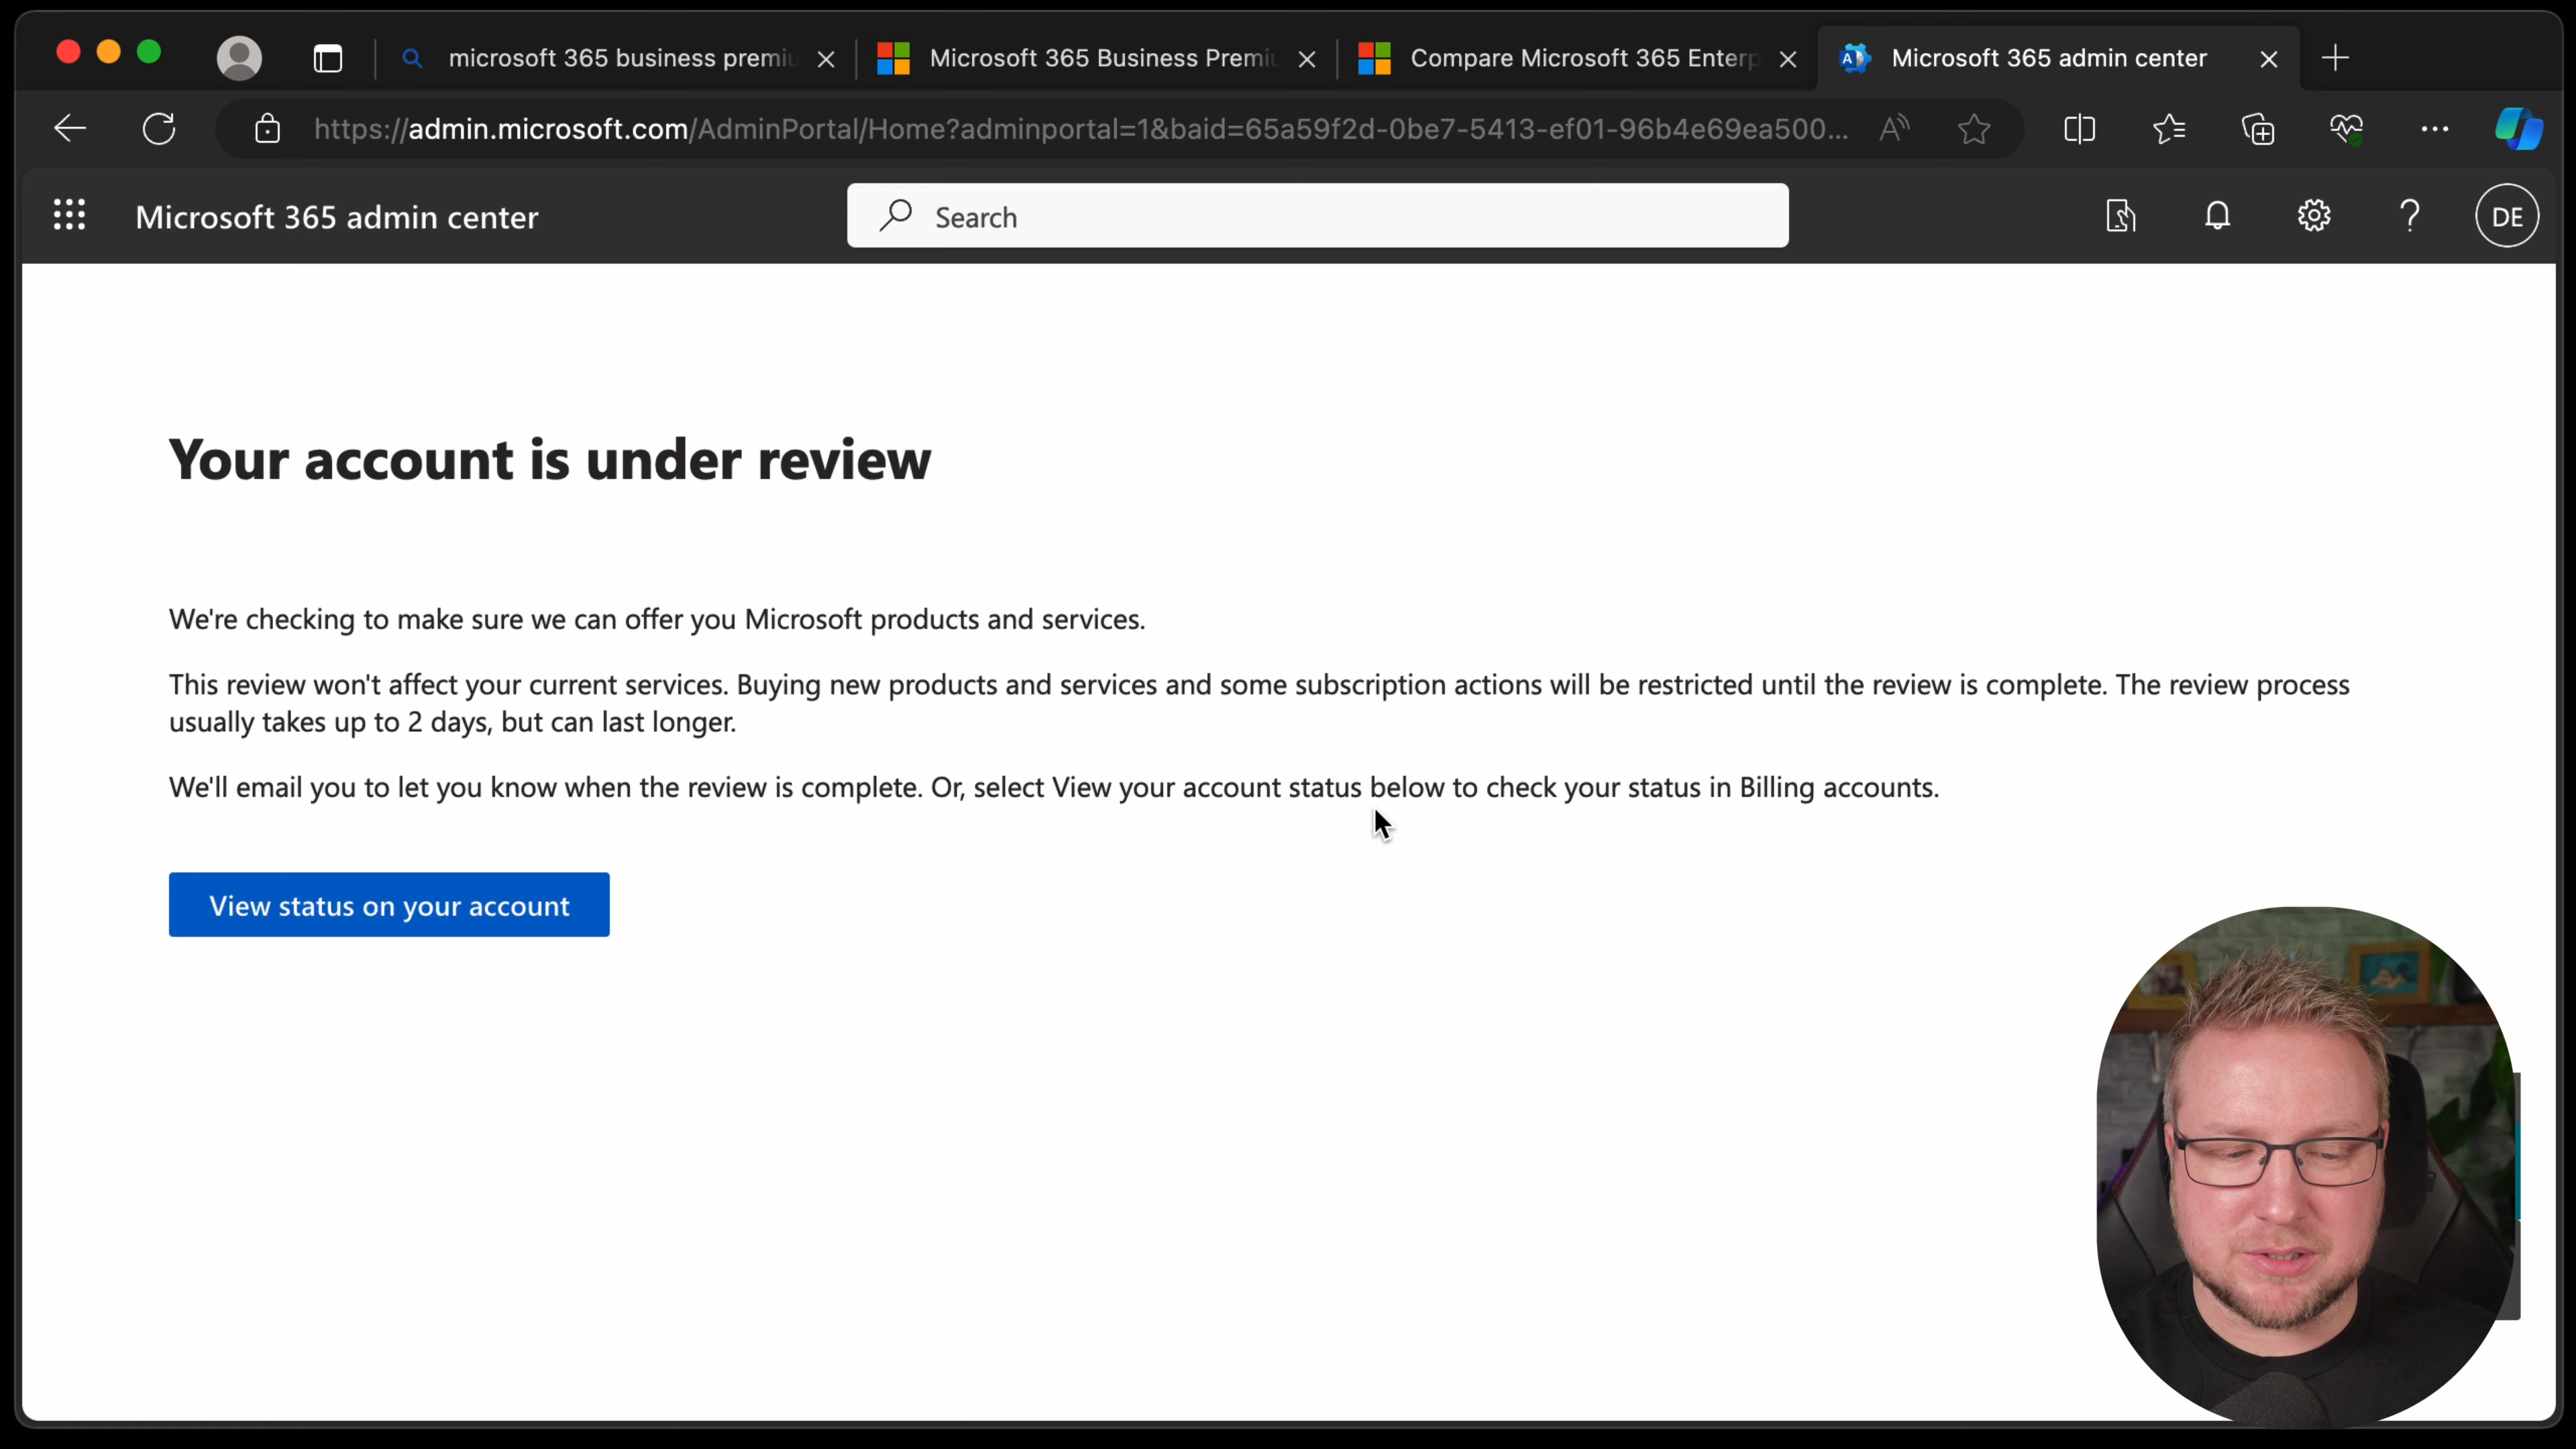 microsoft 365 business premiu
Microsoft 365 Business Premiu
Compare Microsoft 365 Enterp
Microsoft 365 admin center
https://admin.microsoft.com/AdminPortal/Home?adminportal=1&baid=65a59f2d-0be7-5413-ef01-96b4e69ea500...
Microsoft 365 admin center
Search
DE
Your account is under review
We're checking to make sure we can offer you Microsoft products and services.
This review won't affect your current services. Buying new products and services and some subscription actions will be restricted until the review is complete. The review process
usually takes up to 2 days, but can last longer.
We'll email you to let you know when the review is complete. Or, select View your account status below to check your status in Billing accounts.
View status on your account